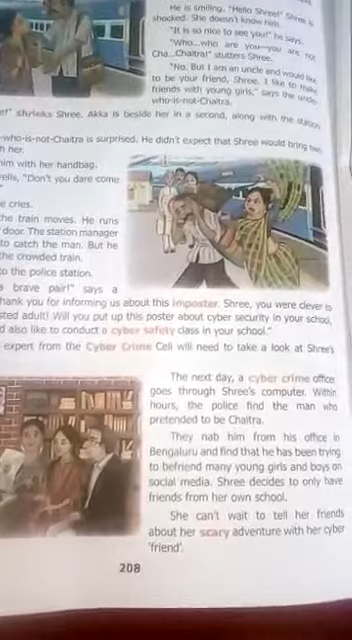 He is smiling. "Hello Shree!" Shree is
shocked. She doesn't know him.
"It is so nice to see you!" he says.
"Who...who are you—you are not
Cha...Chaitra!" stutters Shree.
"No. But I am an uncle and would like
to be your friend, Shree. I like to make
friends with young girls," says the uncle
who-is-not-Chaitra.
shrieks Shree. Akka is beside her in a second, along with the station
-who-is-not-Chaitra is surprised. He didn't expect that Shree would bring
h her.
him with her handbag.
ells, "Don't you dare come
e cries.
the train moves. He runs
door. The station manager
to catch the man. But he
the crowded train.
to the police station.
brave pair!" says a
hank you for informing us about this imposter. Shree, you were clever to
sted adult! Will you put up this poster about cyber security in your school,
d also like to conduct a cyber safety class in your school."
expert from the Cyber Crime Cell will need to take a look at Shree's
The next day, a cyber crime office
goes through Shree's computer. Within
hours, the police find the man who
pretended to be Chaitra.
They nab him from his office in
Bengaluru and find that he has been trying
to befriend many young girls and boys on
social media. Shree decides to only have
friends from her own school.
She can't wait to tell her friends
about her scary adventure with her cyber
'friend'.
208